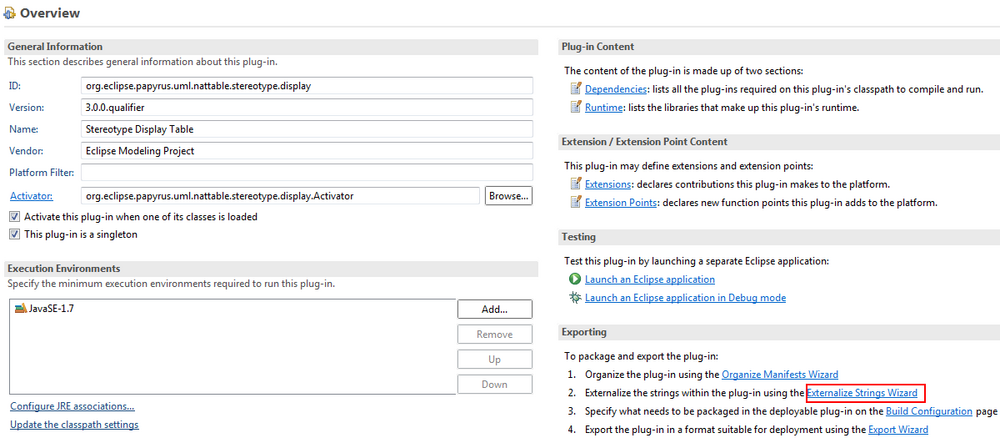 Overview
General Information
This section describes general information about this plug-in.
ID: org.eclipse.papyrus.uml.nattable.stereotype.display
Version: 3.0.0.qualifier
Name: Stereotype Display Table
Vendor: Eclipse Modeling Project
Platform Filter:
Activator: org.eclipse.papyrus.uml.nattable.stereotype.display.Activator Browse...
Activate this plug-in when one of its classes is loaded
This plug-in is a singleton
Execution Environments
Specify the minimum execution environments required to run this plug-in.
JavaSE-1.7
Add...
Remove
Up
Down
Configure JRE associations...
Update the classpath settings
Plug-in Content
The content of the plug-in is made up of two sections:
Dependencies: lists all the plug-ins required on this plug-in's classpath to compile and run.
Runtime: lists the libraries that make up this plug-in's runtime.
Extension / Extension Point Content
This plug-in may define extensions and extension points:
Extensions: declares contributions this plug-in makes to the platform.
Extension Points: declares new function points this plug-in adds to the platform.
Testing
Test this plug-in by launching a separate Eclipse application:
Launch an Eclipse application
Launch an Eclipse application in Debug mode
Exporting
To package and export the plug-in:
1. Organize the plug-in using the Organize Manifests Wizard
2. Externalize the strings within the plug-in using the Externalize Strings Wizard
3. Specify what needs to be packaged in the deployable plug-in on the Build Configuration page
4. Export the plug-in in a format suitable for deployment using the Export Wizard